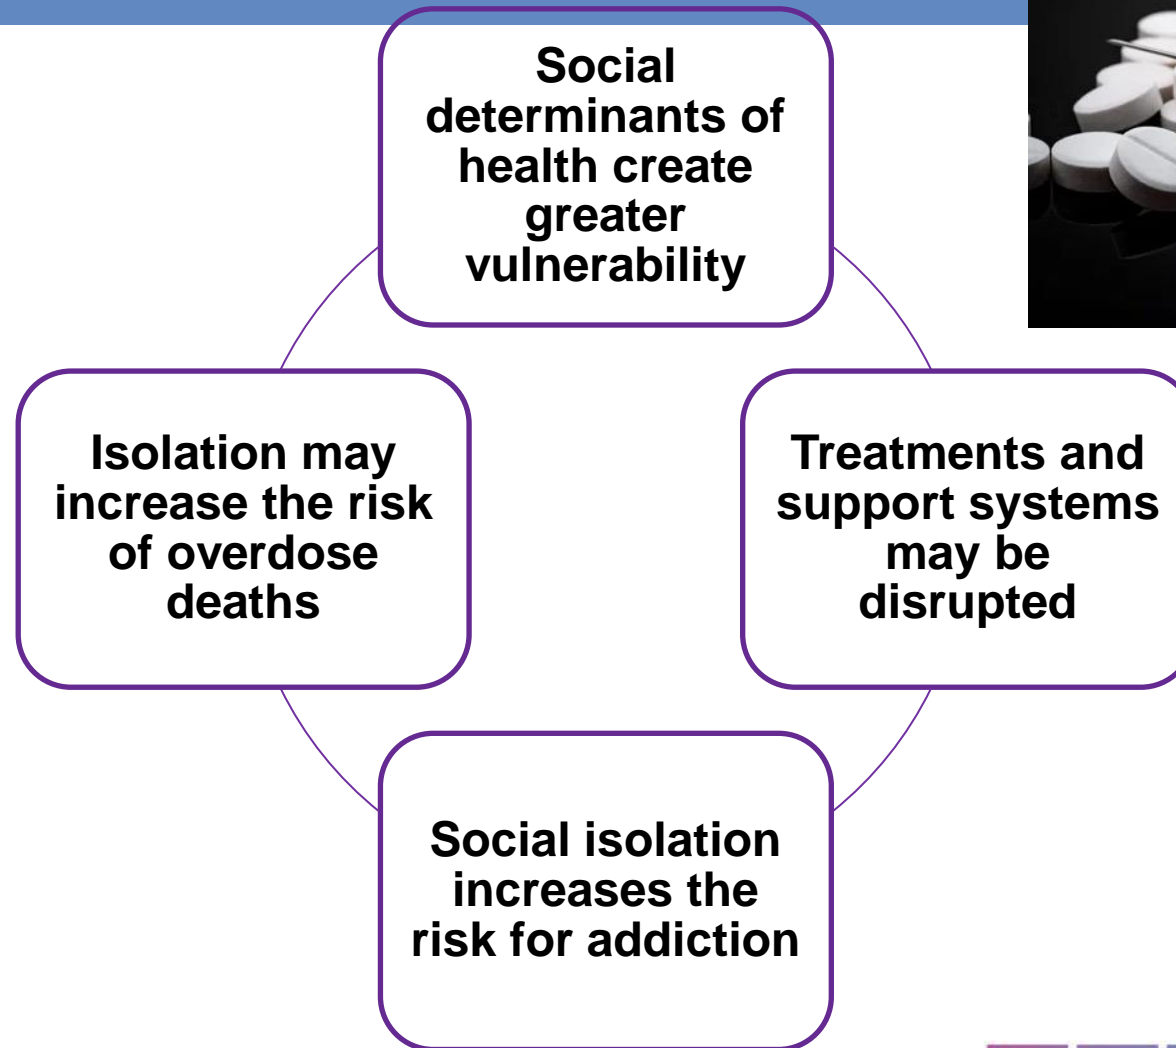 Social
determinants of
health create
greater
vulnerability
Treatments and
support systems
may be
disrupted
Social isolation
increases the
risk for addiction
Isolation may
increase the risk
of overdose
deaths